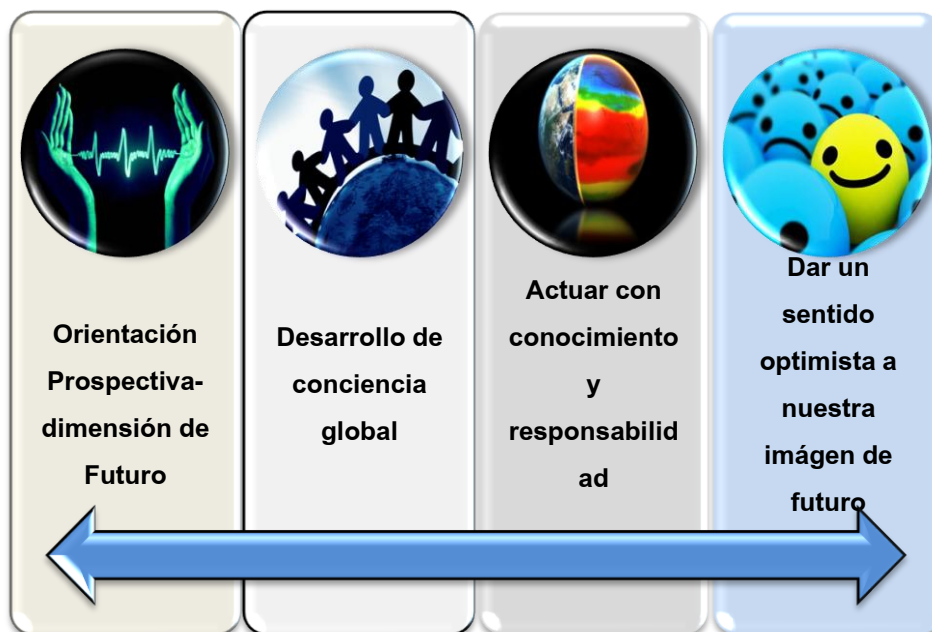 Orientación
Prospectiva-
dimensión de
Futuro
Desarrollo de
conciencia
global
Actuar con
conocimiento
y
responsabilid
ad
Dar un
sentido
optimista a
nuestra
imágen de
futuro